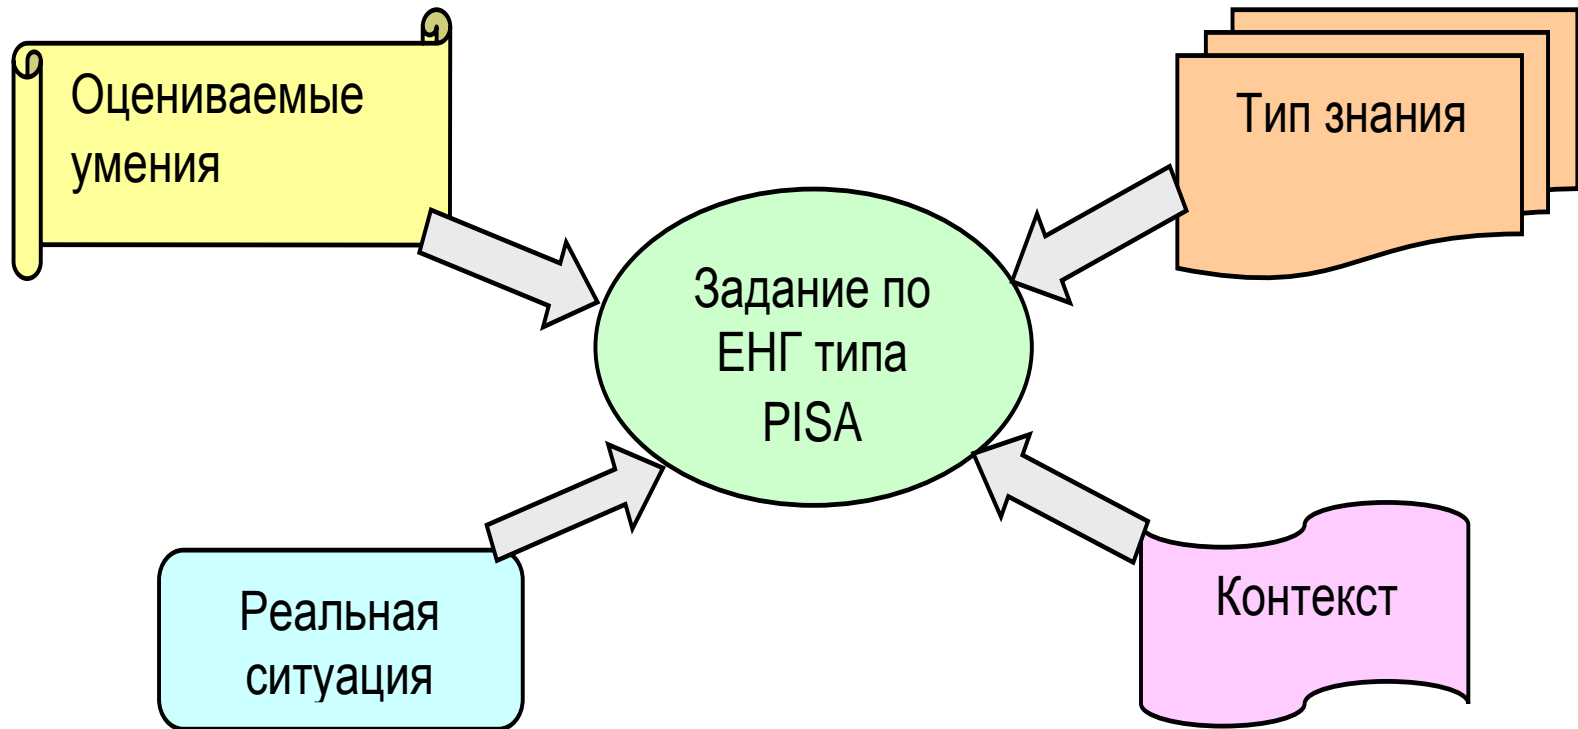 Оцениваемые
умения
Тип знания
Задание по
ЕНГ типа
PISA
Реальная
ситуация
Контекст